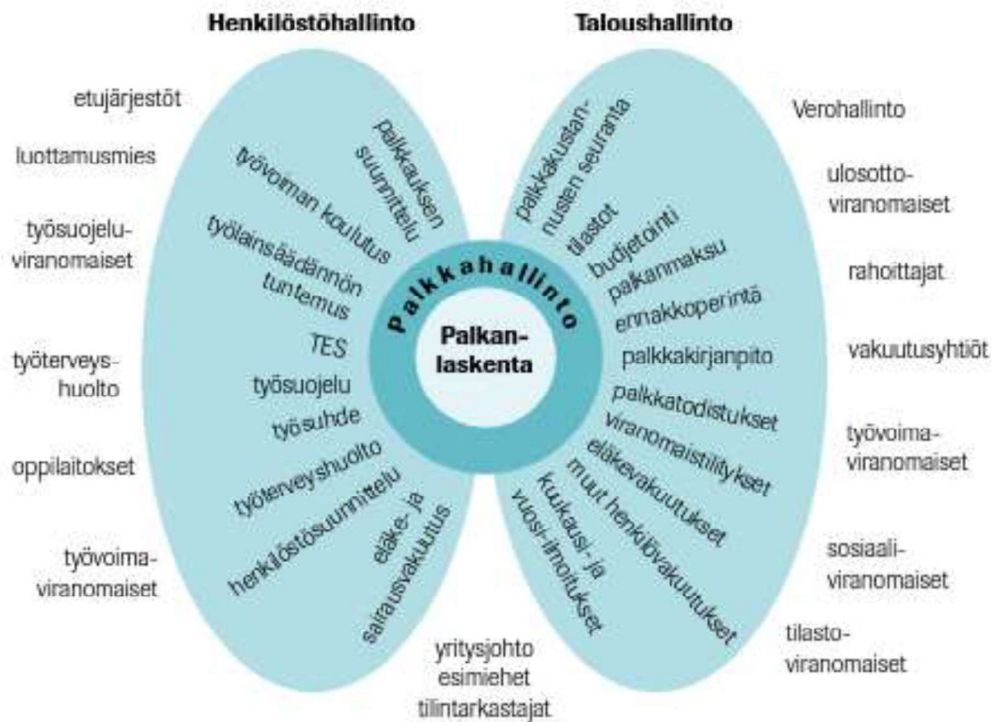 Henkilöstöhallinto
Taloushallinto
etujärjestöt
luottamusmies
työsuojelu-
viranomaiset
työterveys-
huolto
oppilaitokset
työvoima-
viranomaiset
palkkauksen
suunnittelu
työvoiman koulutus
työlainsäädännön
tuntemus
TES
työsuojelu
työsuhde
työterveyshuolto
henkilöstösuunnittelu
eläke- ja
sairausvakuutus
Palkkahallinto
Palkan-
laskenta
palkkakustan-
nusten seuranta
tilastot
budjetointi
palkanmaksu
ennakkoperintä
palkkakirjanpito
palkkatodistukset
viranomaistilitykset
eläkevakuutukset
muut henkilövakuutukset
kuukausi- ja
vuosi-ilmoitukset
Verohallinto
ulosotto-
viranomaiset
rahoittajat
vakuutusyhtiöt
työvoima-
viranomaiset
sosiaali-
viranomaiset
tilasto-
viranomaiset
yritysjohto
esimiehet
tilintarkastajat